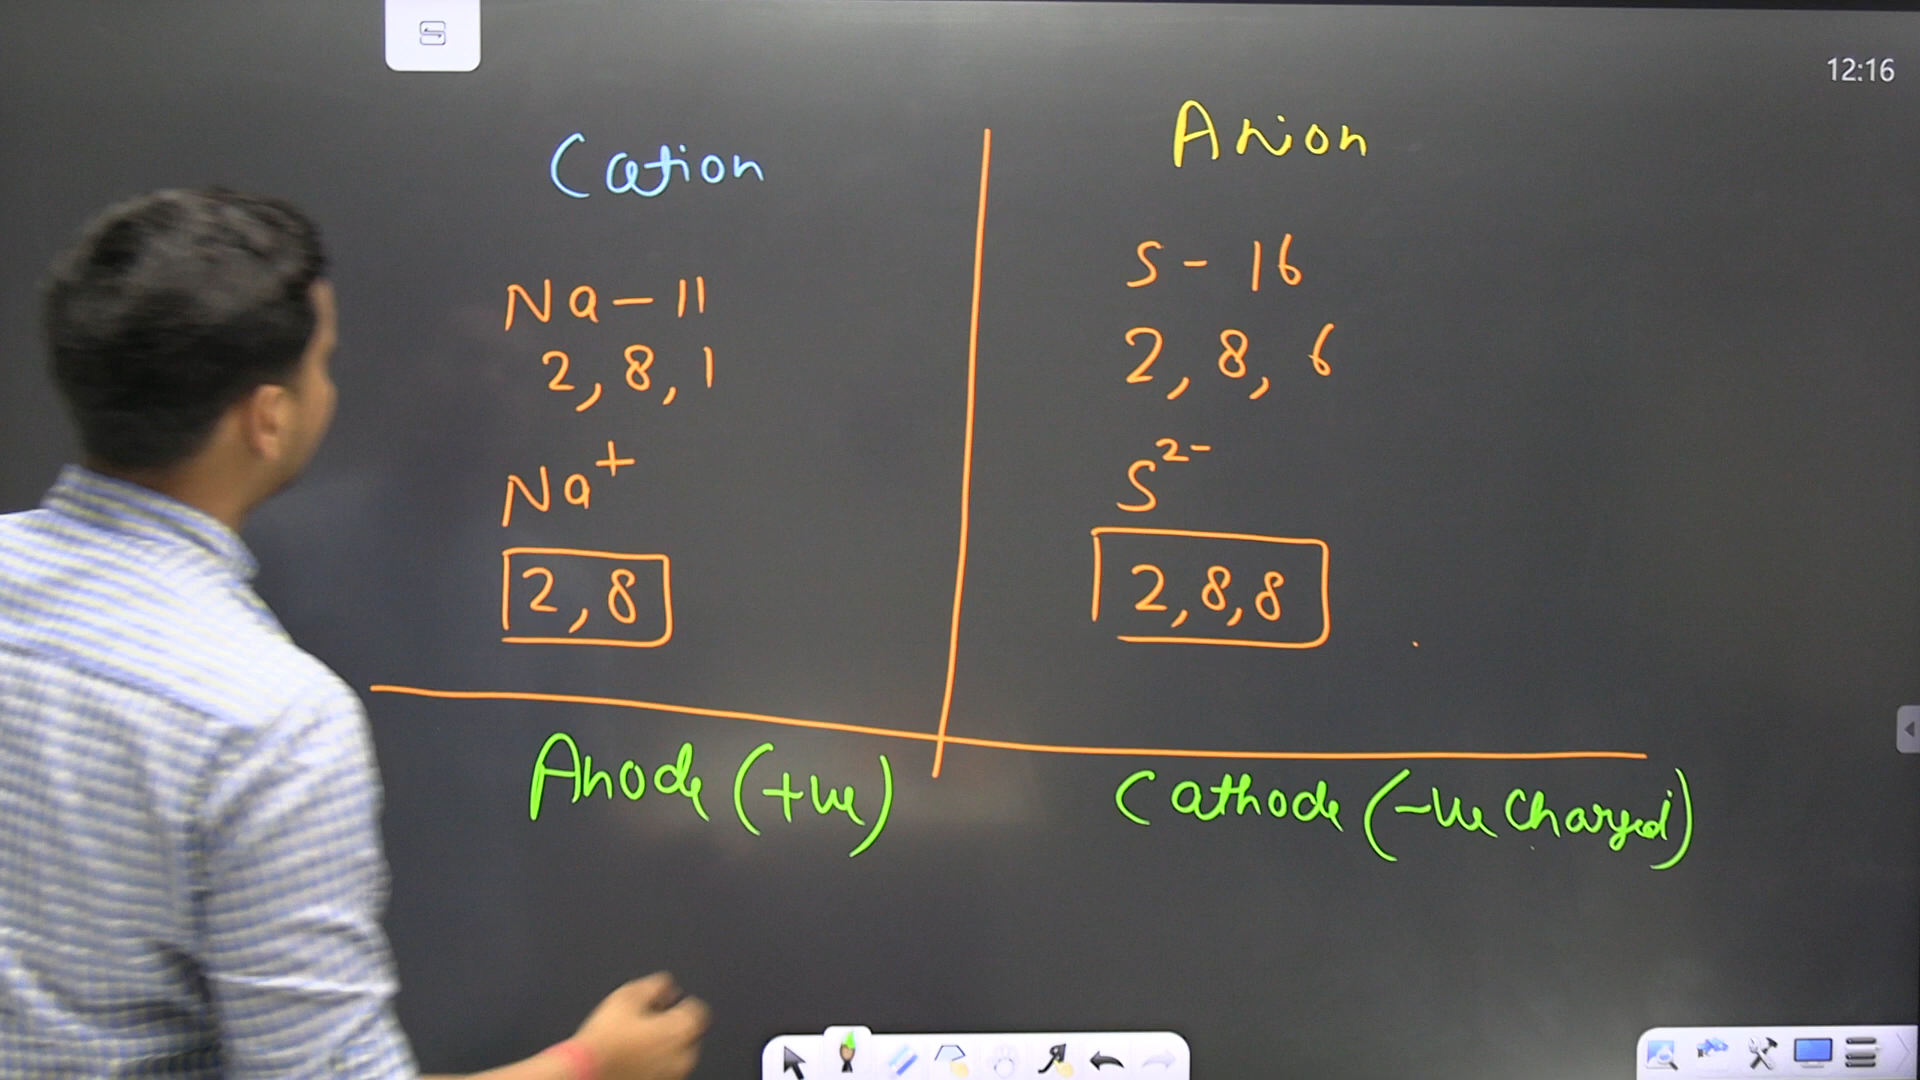 12:16
Cation
Na - 11
2, 8, 1
Na+
2, 8
Anion
S - 16
2, 8, 6
S2-
2, 8, 8
Anode (+ve)
Cathode (-ve Charged)